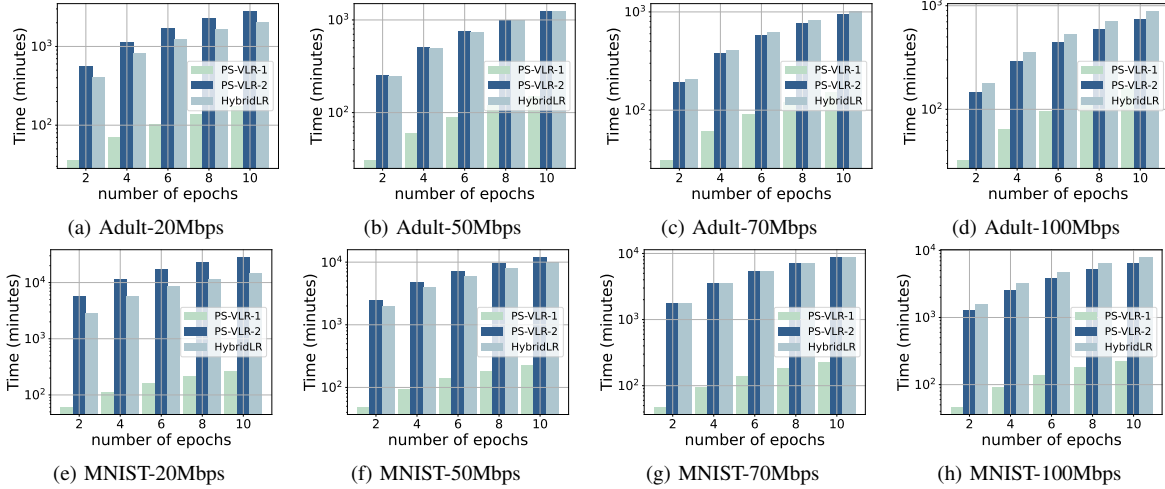 Time (minutes)
10³
10²
PS-VLR-1
PS-VLR-2
HybridLR
2 4 6 8 10
number of epochs
(a) Adult-20Mbps
Time (minutes)
10³
10²
PS-VLR-1
PS-VLR-2
HybridLR
2 4 6 8 10
number of epochs
(b) Adult-50Mbps
Time (minutes)
10³
10²
PS-VLR-1
PS-VLR-2
HybridLR
2 4 6 8 10
number of epochs
(c) Adult-70Mbps
Time (minutes)
10³
10²
PS-VLR-1
PS-VLR-2
HybridLR
2 4 6 8 10
number of epochs
(d) Adult-100Mbps
Time (minutes)
10⁴
10³
10²
PS-VLR-1
PS-VLR-2
HybridLR
2 4 6 8 10
number of epochs
(e) MNIST-20Mbps
Time (minutes)
10⁴
10³
10²
PS-VLR-1
PS-VLR-2
HybridLR
2 4 6 8 10
number of epochs
(f) MNIST-50Mbps
Time (minutes)
10⁴
10³
10²
PS-VLR-1
PS-VLR-2
HybridLR
2 4 6 8 10
number of epochs
(g) MNIST-70Mbps
Time (minutes)
10⁴
10³
10²
PS-VLR-1
PS-VLR-2
HybridLR
2 4 6 8 10
number of epochs
(h) MNIST-100Mbps